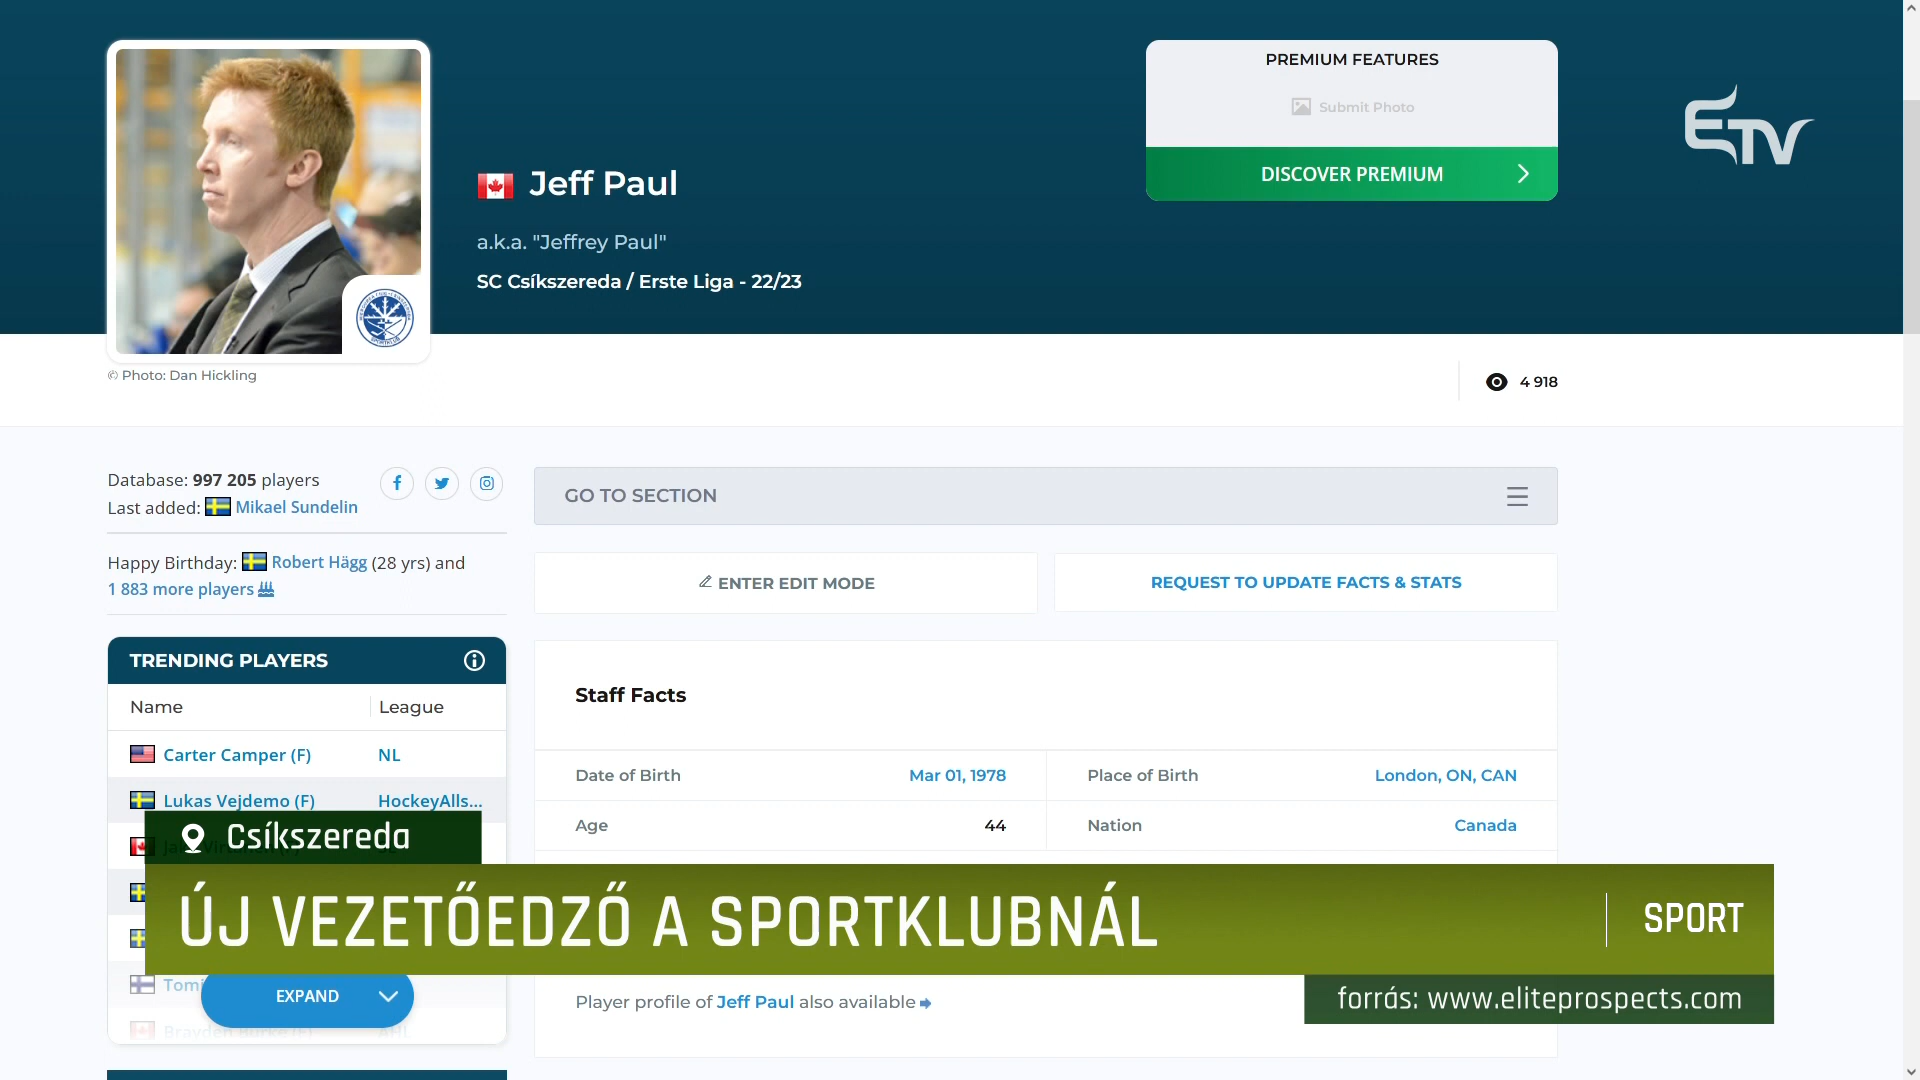 PREMIUM FEATURES
Submit Photo
DISCOVER PREMIUM
ETV
Jeff Paul
a.k.a. "Jeffrey Paul"
SC Csíkszereda / Erste Liga - 22/23
© Photo: Dan Hickling
4 918
Database: 997 205 players
Last added: Mikael Sundelin
Happy Birthday: Robert Hägg (28 yrs) and
1 883 more players
GO TO SECTION
ENTER EDIT MODE
REQUEST TO UPDATE FACTS & STATS
TRENDING PLAYERS
Name League
Carter Camper (F) NL
Lukas Vejdemo (F) HockeyAlls...
Staff Facts
Date of Birth Mar 01, 1978
Place of Birth London, ON, CAN
Age 44
Nation Canada
Csíkszereda
ÚJ VEZETŐEDZŐ A SPORTKLUBNÁL
SPORT
Tomi
EXPAND
Brayden Burke (F) AHL
Player profile of Jeff Paul also available
forrás: www.eliteprospects.com